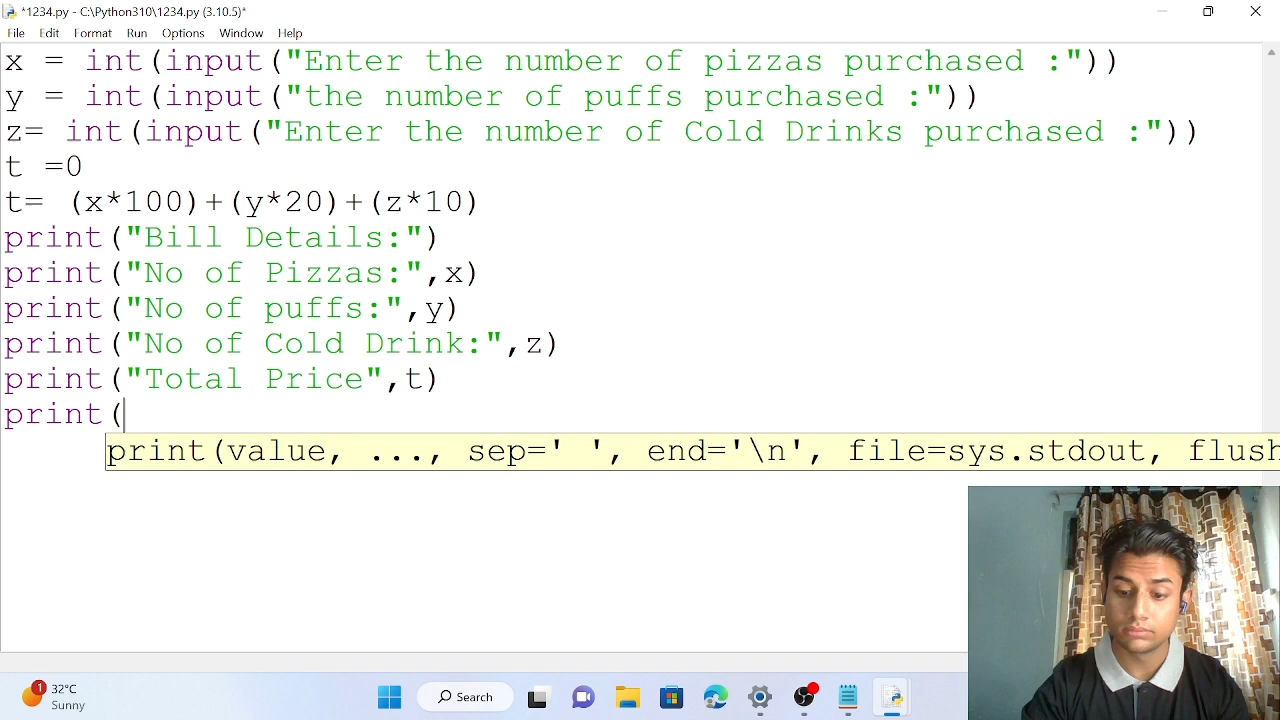 *1234.py - C:\Python310\1234.py (3.10.5)*
File Edit Format Run Options Window Help
x = int(input("Enter the number of pizzas purchased :"))
y = int(input("the number of puffs purchased :"))
z= int(input("Enter the number of Cold Drinks purchased :"))
t =0
t= (x*100)+(y*20)+(z*10)
print("Bill Details:")
print("No of Pizzas:",x)
print("No of puffs:",y)
print("No of Cold Drink:",z)
print("Total Price",t)
print(
print(value, ..., sep=' ', end='\n', file=sys.stdout, flush
1
32°C
Sunny
Search